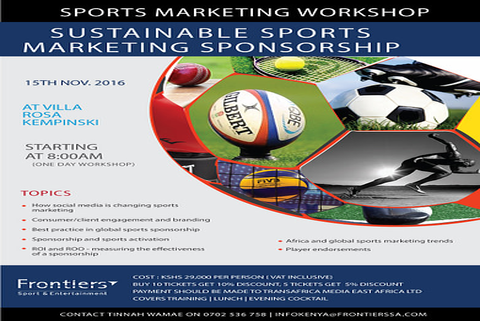 SPORTS MARKETING WORKSHOP
SUSTAINABLE SPORTS
MARKETING SPONSORSHIP
15TH NOV. 2016
AT VILLA
ROSA
KEMPINSKI
STARTING
AT 8:00AM
(ONE DAY WORKSHOP)
TOPICS
• How social media is changing sports
marketing
• Consumer/client engagement and branding
• Best practice in global sports sponsorship
• Sponsorship and sports activation
• ROI and ROO - measuring the effectiveness
of a sponsorship
• Africa and global sports marketing trends
• Player endorsements
GILBERT
GBE
Frontiers
Sport & Entertainment
COST : KSHS 29,000 PER PERSON ( VAT INCLUSIVE)
BUY 10 TICKETS GET 10% DISCOUNT, 5 TICKETS GET 5% DISCOUNT
PAYMENT SHOULD BE MADE TO TRANSAFRICA MEDIA EAST AFRICA LTD
COVERS TRAINING | LUNCH | EVENING COCKTAIL
CONTACT TINNAH WAMAE ON 0702 536 758 | INFOKENYA@FRONTIERSSA.COM